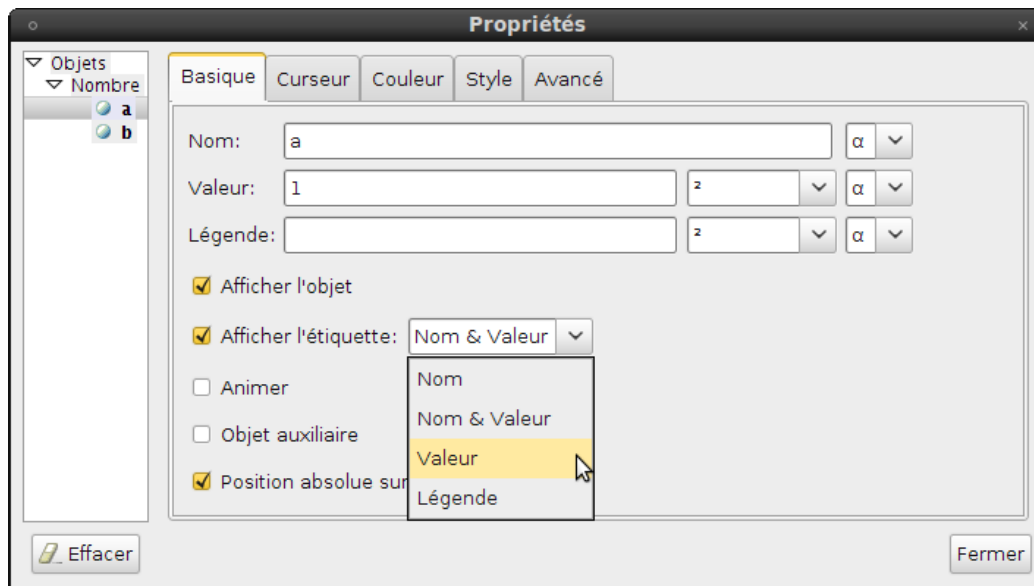 Propriétés
Objets
Nombre
a
b
Basique Curseur Couleur Style Avancé
Nom: a α
Valeur: 1 ² α
Légende: ² α
Afficher l'objet
Afficher l'étiquette: Nom & Valeur
Nom
Animer
Nom & Valeur
Objet auxiliaire
Valeur
Position absolue sur
Légende
Effacer Fermer